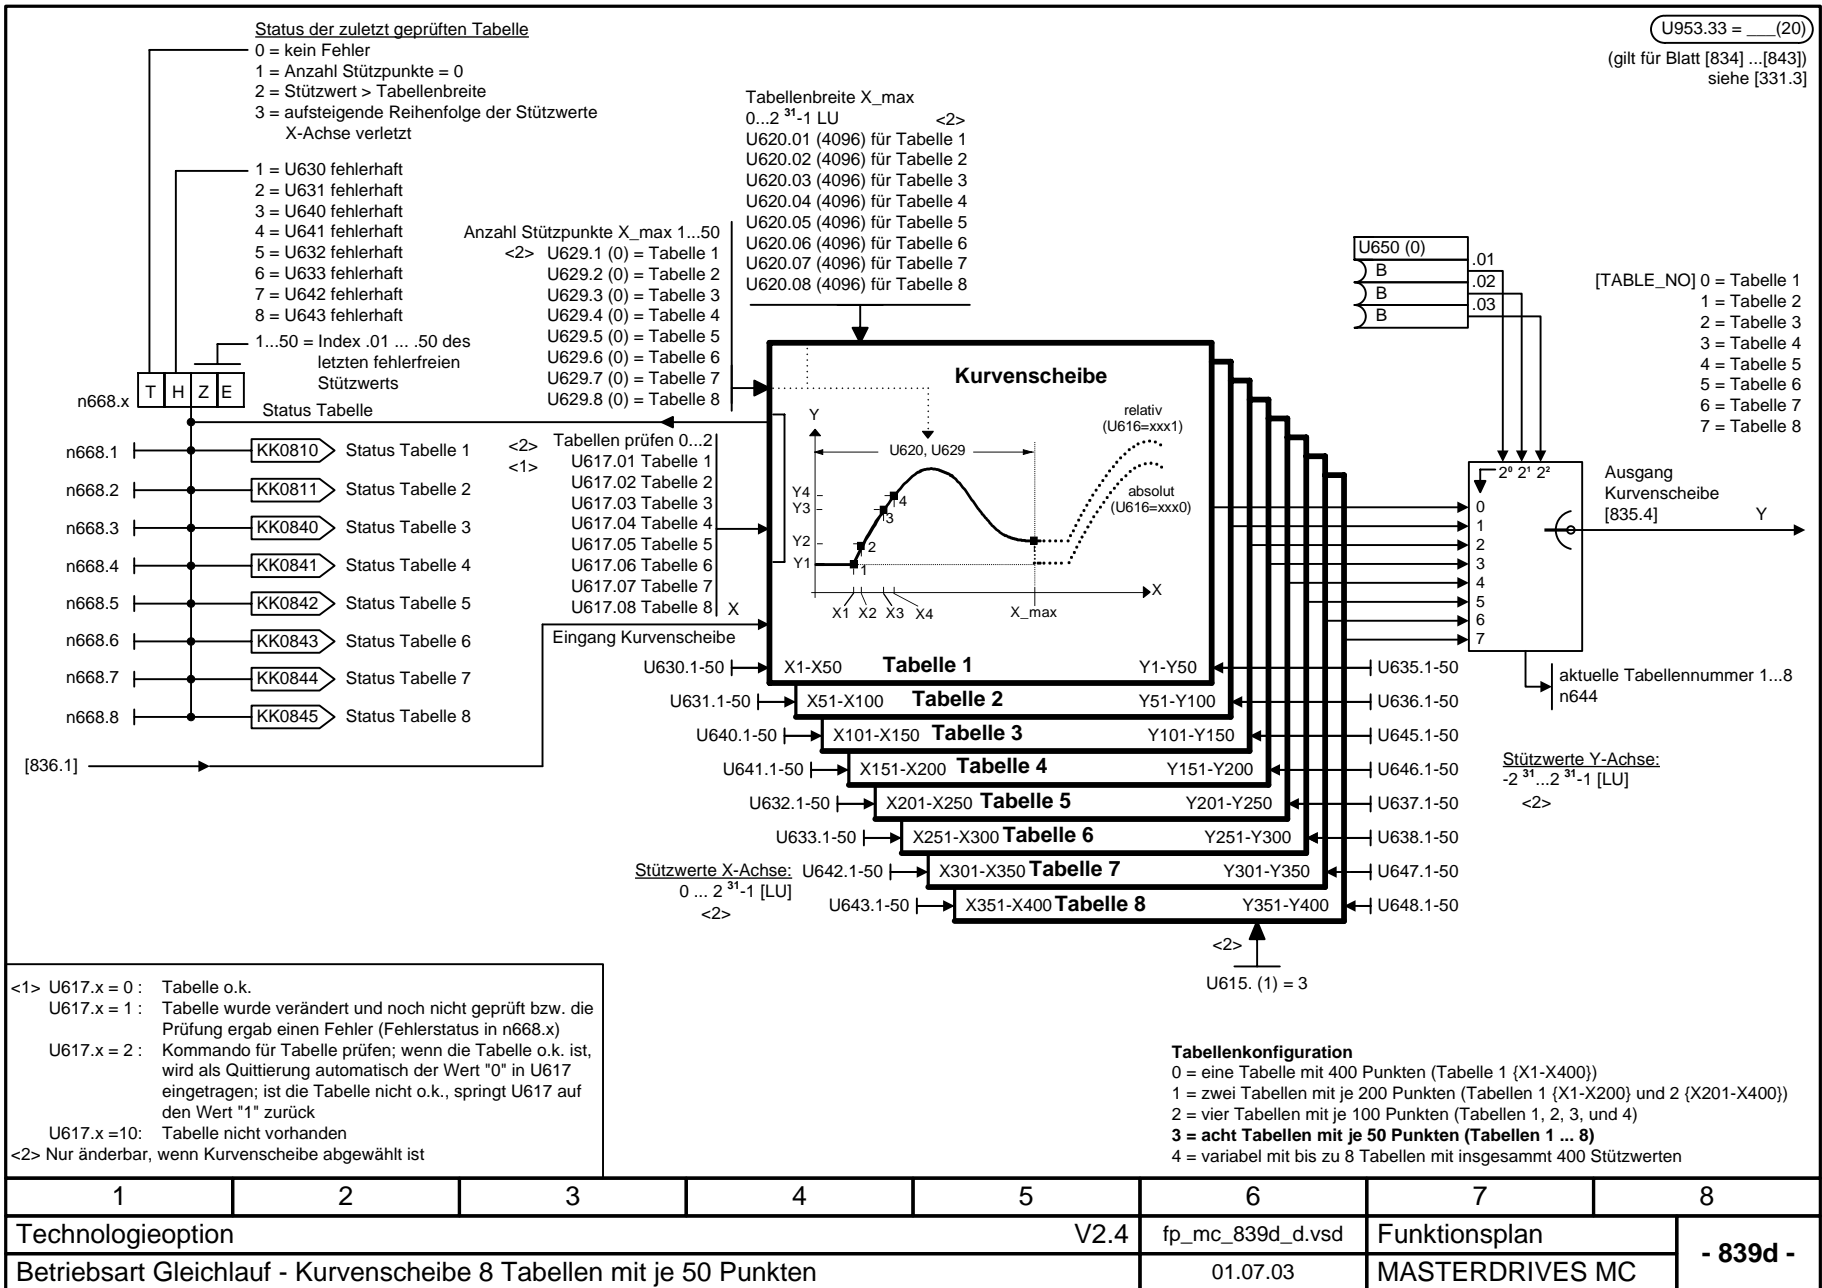 Status der zuletzt geprüften Tabelle
0 = kein Fehler
1 = Anzahl Stützpunkte = 0
2 = Stützwert > Tabellenbreite
3 = aufsteigende Reihenfolge der Stützwerte
X-Achse verletzt
1 = U630 fehlerhaft
2 = U631 fehlerhaft
3 = U640 fehlerhaft
4 = U641 fehlerhaft
5 = U632 fehlerhaft
6 = U633 fehlerhaft
7 = U642 fehlerhaft
8 = U643 fehlerhaft
1...50 = Index .01 ... .50 des
letzten fehlerfreien
Stützwerts
n668.x T H Z E
Status Tabelle
n668.1 KK0810 Status Tabelle 1
n668.2 KK0811 Status Tabelle 2
n668.3 KK0840 Status Tabelle 3
n668.4 KK0841 Status Tabelle 4
n668.5 KK0842 Status Tabelle 5
n668.6 KK0843 Status Tabelle 6
n668.7 KK0844 Status Tabelle 7
n668.8 KK0845 Status Tabelle 8
[836.1]
Anzahl Stützpunkte X_max 1...50
<2> U629.1 (0) = Tabelle 1
U629.2 (0) = Tabelle 2
U629.3 (0) = Tabelle 3
U629.4 (0) = Tabelle 4
U629.5 (0) = Tabelle 5
U629.6 (0) = Tabelle 6
U629.7 (0) = Tabelle 7
U629.8 (0) = Tabelle 8
<2> Tabellen prüfen 0...2
<1> U617.01 Tabelle 1
U617.02 Tabelle 2
U617.03 Tabelle 3
U617.04 Tabelle 4
U617.05 Tabelle 5
U617.06 Tabelle 6
U617.07 Tabelle 7
U617.08 Tabelle 8 X
Eingang Kurvenscheibe
Tabellenbreite X_max
0...2 31-1 LU <2>
U620.01 (4096) für Tabelle 1
U620.02 (4096) für Tabelle 2
U620.03 (4096) für Tabelle 3
U620.04 (4096) für Tabelle 4
U620.05 (4096) für Tabelle 5
U620.06 (4096) für Tabelle 6
U620.07 (4096) für Tabelle 7
U620.08 (4096) für Tabelle 8
Kurvenscheibe
Y
relativ
(U616=xxx1)
U620, U629
absolut
(U616=xxx0)
Y4
Y3
Y2
Y1
4
3
2
1
X
X1 X2 X3 X4 X_max
U630.1-50 X1-X50 Tabelle 1 Y1-Y50 U635.1-50
U631.1-50 X51-X100 Tabelle 2 Y51-Y100 U636.1-50
U640.1-50 X101-X150 Tabelle 3 Y101-Y150 U645.1-50
U641.1-50 X151-X200 Tabelle 4 Y151-Y200 U646.1-50
U632.1-50 X201-X250 Tabelle 5 Y201-Y250 U637.1-50
U633.1-50 X251-X300 Tabelle 6 Y251-Y300 U638.1-50
U642.1-50 X301-X350 Tabelle 7 Y301-Y350 U647.1-50
U643.1-50 X351-X400 Tabelle 8 Y351-Y400 U648.1-50
Stützwerte X-Achse:
0 ... 2 31-1 [LU]
<2>
<2>
U615. (1) = 3
U953.33 = ___(20)
(gilt für Blatt [834] ...[843])
siehe [331.3]
U650 (0)
B .01
B .02
B .03
[TABLE_NO] 0 = Tabelle 1
1 = Tabelle 2
2 = Tabelle 3
3 = Tabelle 4
4 = Tabelle 5
5 = Tabelle 6
6 = Tabelle 7
7 = Tabelle 8
2⁰ 2¹ 2²
0
1
2
3
4
5
6
7
Ausgang
Kurvenscheibe
[835.4] Y
aktuelle Tabellennummer 1...8
n644
Stützwerte Y-Achse:
-2 31...2 31-1 [LU]
<2>
<1> U617.x = 0 : Tabelle o.k.
U617.x = 1 : Tabelle wurde verändert und noch nicht geprüft bzw. die
Prüfung ergab einen Fehler (Fehlerstatus in n668.x)
U617.x = 2 : Kommando für Tabelle prüfen; wenn die Tabelle o.k. ist,
wird als Quittierung automatisch der Wert "0" in U617
eingetragen; ist die Tabelle nicht o.k., springt U617 auf
den Wert "1" zurück
U617.x =10: Tabelle nicht vorhanden
<2> Nur änderbar, wenn Kurvenscheibe abgewählt ist
Tabellenkonfiguration
0 = eine Tabelle mit 400 Punkten (Tabelle 1 {X1-X400})
1 = zwei Tabellen mit je 200 Punkten (Tabellen 1 {X1-X200} und 2 {X201-X400})
2 = vier Tabellen mit je 100 Punkten (Tabellen 1, 2, 3, und 4)
3 = acht Tabellen mit je 50 Punkten (Tabellen 1 ... 8)
4 = variabel mit bis zu 8 Tabellen mit insgesammt 400 Stützwerten
1 2 3 4 5 6 7 8
Technologieoption V2.4 fp_mc_839d_d.vsd Funktionsplan
- 839d -
Betriebsart Gleichlauf - Kurvenscheibe 8 Tabellen mit je 50 Punkten 01.07.03 MASTERDRIVES MC